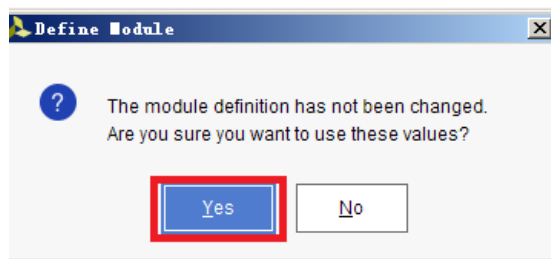 Define Module
The module definition has not been changed.
Are you sure you want to use these values?
Yes
No